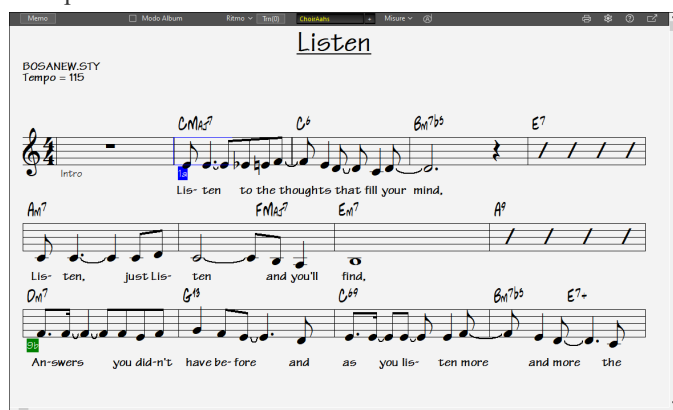 Memo Modo Album Ritmo Trn(0) ChoirAahs + Misure
Listen
BOSANEW.STY
Tempo = 115
CMAJ7 C6 Bm7b5 E7
Intro 1a
Lis- ten to the thoughts that fill your mind.
Am7 FMAJ7 Em7 A9
Lis- ten, just Lis- ten and you'll find.
Dm7 G13 C69 Bm7b5 E7+
9b
An-swers you did-n't have be- fore and as you lis- ten more and more the